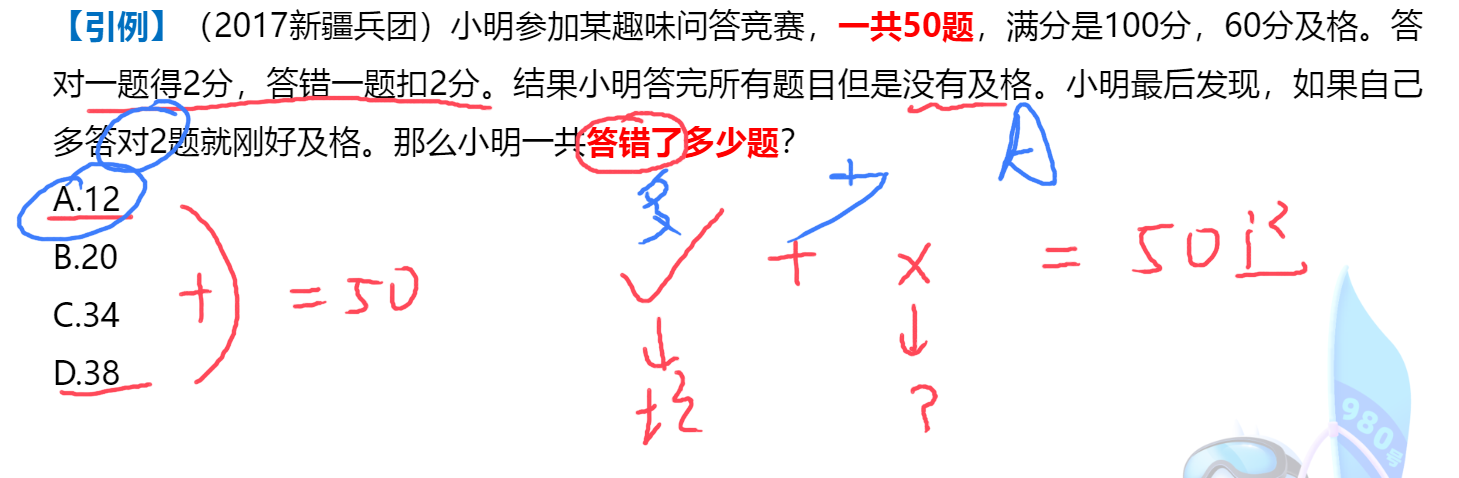 【引例】（2017新疆兵团）小明参加某趣味问答竞赛，一共50题，满分是100分，60分及格。答
对一题得2分，答错一题扣2分。结果小明答完所有题目但是没有及格。小明最后发现，如果自己
多答对2题就刚好及格。那么小明一共答错了多少题？
A
A.12
多
B.20
+
✓ + × = 50题
C.34
+ = 50
D.38
坑 ?
980号